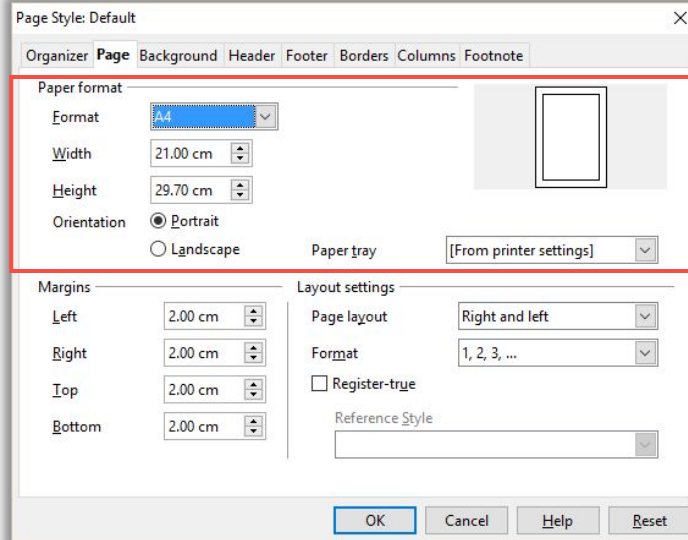 Page Style: Default
Organizer Page Background Header Footer Borders Columns Footnote
Paper format
Format A4
Width 21.00 cm
Height 29.70 cm
Orientation Portrait
Landscape Paper tray [From printer settings]
Margins Layout settings
Left 2.00 cm Page layout Right and left
Right 2.00 cm Format 1, 2, 3, ...
Top 2.00 cm Register-true
Bottom 2.00 cm Reference Style
OK Cancel Help Reset